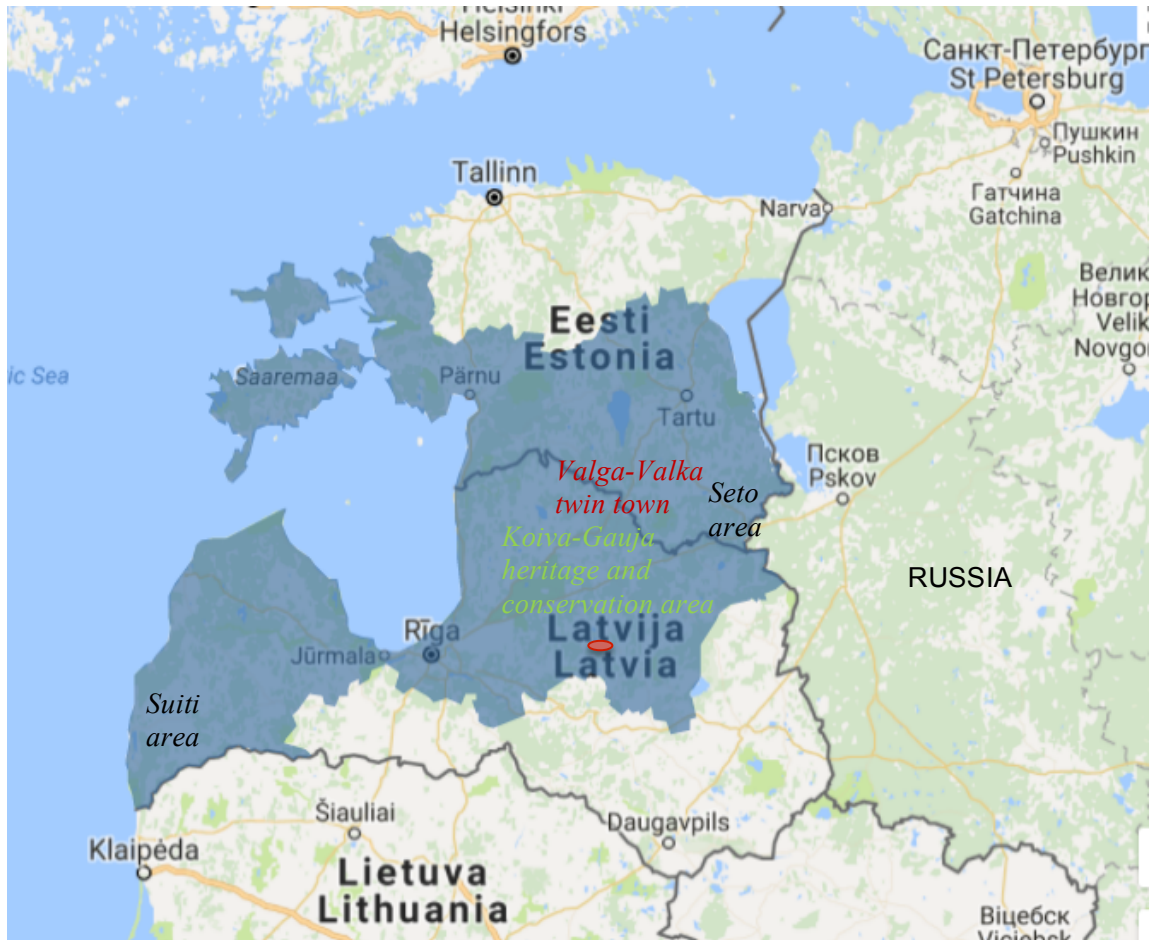 Helsinki
Helsingfors
Санкт-Петербург
St Petersburg
Пушкин
Pushkin
Гатчина
Gatchina
Tallinn
Narva
Eesti
Estonia
ic Sea
Saaremaa
Pärnu
Tartu
Псков
Pskov
Valga-Valka
twin town
Seto
area
Koiva-Gauja
heritage and
conservation area
RUSSIA
Rīga
Jūrmala
Latvija
Latvia
Suiti
area
Šiauliai
Klaipėda
Daugavpils
Lietuva
Lithuania
Велик
Новгор
Velik
Novgo
Віцебск